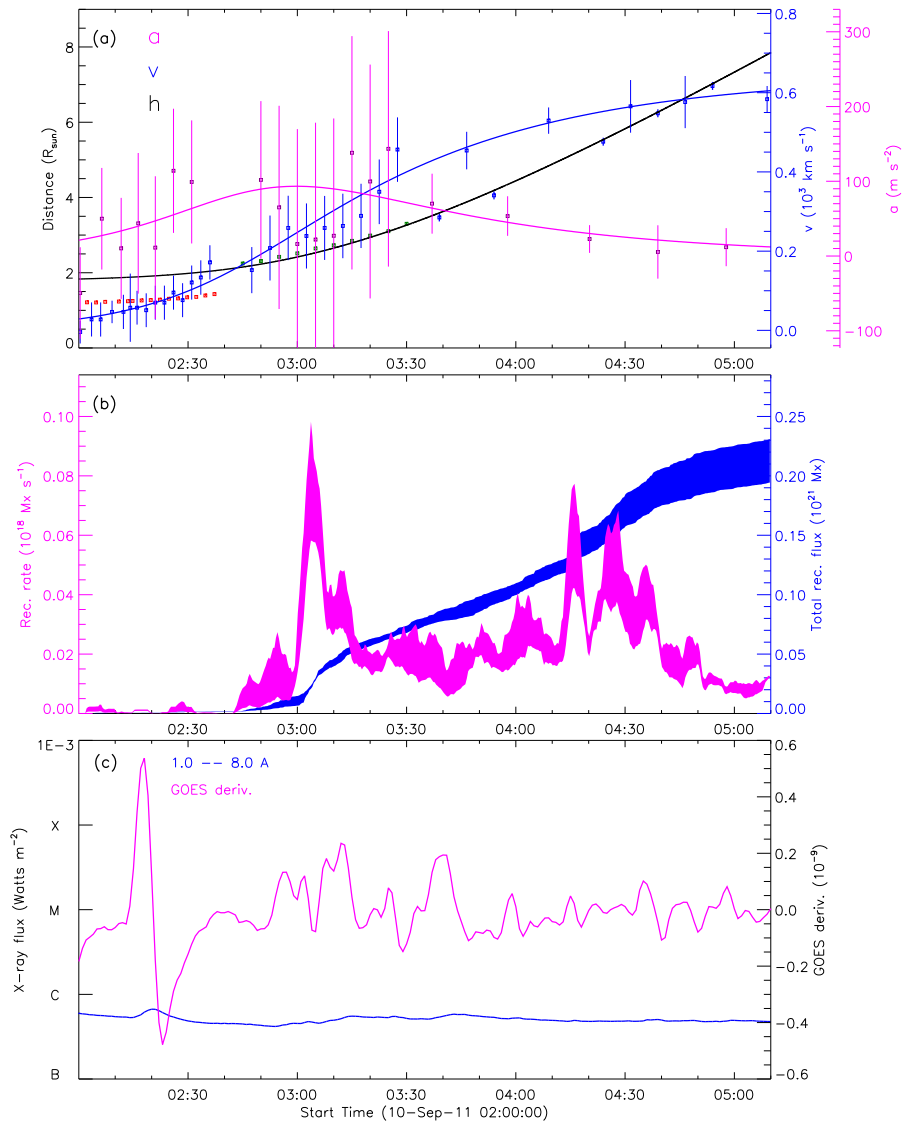 (a)
a
v
h
8
6
4
2
0
Distance (R_sun)
0.8
0.6
0.4
0.2
0.0
v (10³ km s⁻¹)
300
200
100
0
−100
a (m s⁻²)
02:30 03:00 03:30 04:00 04:30 05:00
(b)
0.10
0.08
0.06
0.04
0.02
0.00
Rec. rate (10¹⁸ Mx s⁻¹)
0.25
0.20
0.15
0.10
0.05
0.00
Total rec. flux (10²¹ Mx)
02:30 03:00 03:30 04:00 04:30 05:00
(c)
1.0 −− 8.0 A
GOES deriv.
1E−3
X
M
C
B
X−ray flux (Watts m⁻²)
0.6
0.4
0.2
0.0
−0.2
−0.4
−0.6
GOES deriv. (10⁻⁹)
02:30 03:00 03:30 04:00 04:30 05:00
Start Time (10−Sep−11 02:00:00)